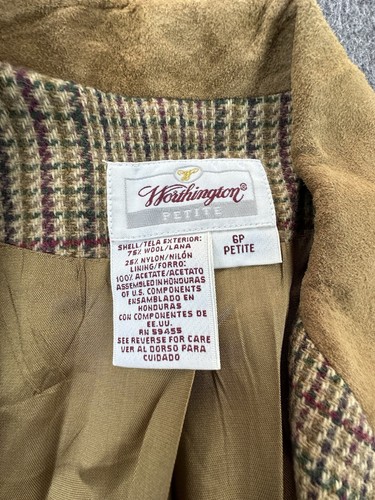 Worthington®
PETITE
6P
PETITE
SHELL/TELA EXTERIOR:
75% WOOL/LANA
25% NYLON/NILÓN
LINING/FORRO:
100% ACETATE/ACETATO
ASSEMBLED IN HONDURAS
OF U.S. COMPONENTS
ENSAMBLADO EN
HONDURAS
CON COMPONENTES DE
EE.UU.
RN 59455
SEE REVERSE FOR CARE
VER AL DORSO PARA
CUIDADO